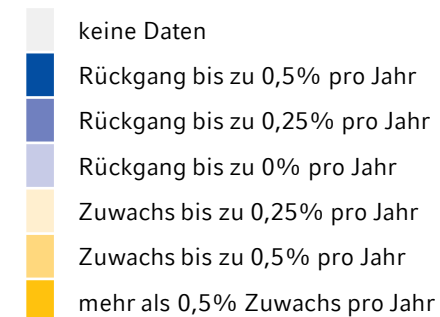 keine Daten
Rückgang bis zu 0,5% pro Jahr
Rückgang bis zu 0,25% pro Jahr
Rückgang bis zu 0% pro Jahr
Zuwachs bis zu 0,25% pro Jahr
Zuwachs bis zu 0,5% pro Jahr
mehr als 0,5% Zuwachs pro Jahr